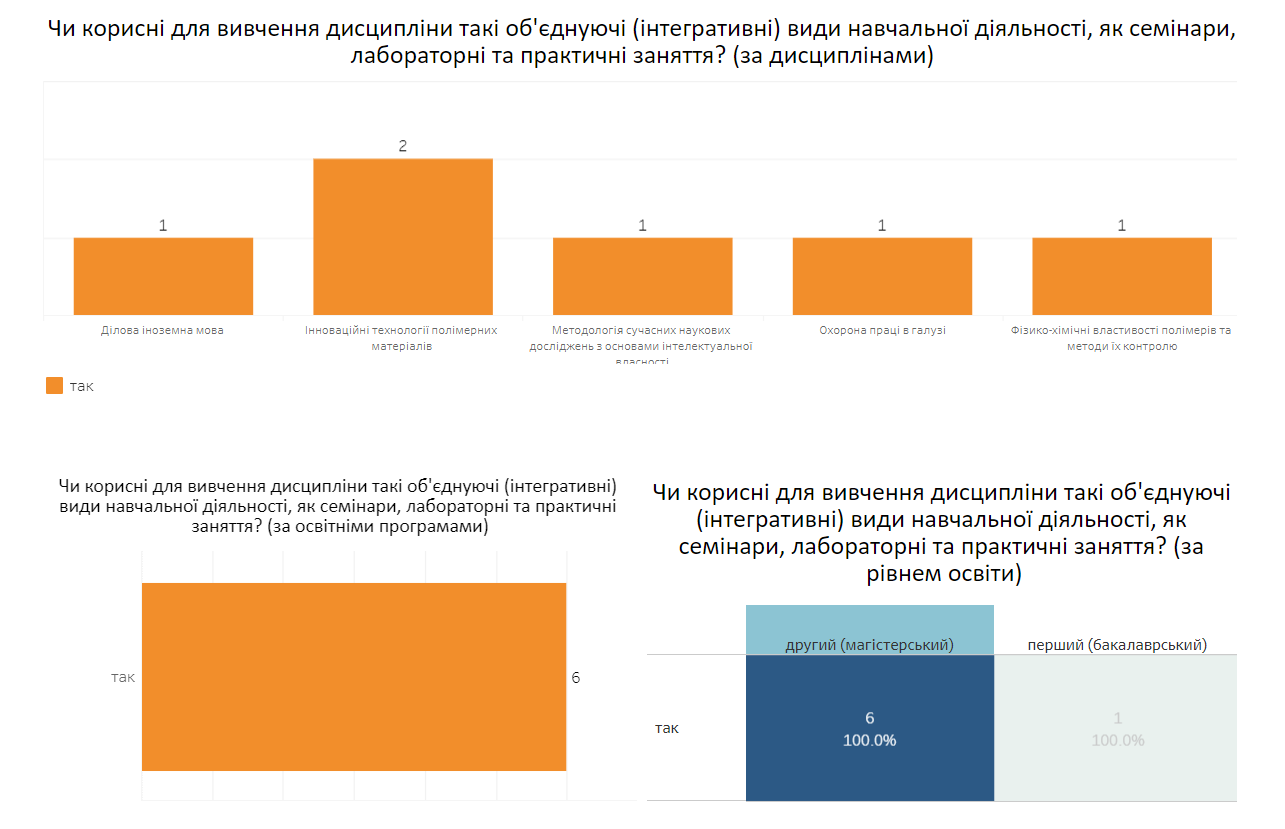 Чи корисні для вивчення дисципліни такі об'єднуючі (інтегративні) види навчальної діяльності, як семінари,
лабораторні та практичні заняття? (за дисциплінами)
1
2
1
1
1
Ділова іноземна мова
Інноваційні технології полімерних
матеріалів
Методологія сучасних наукових
досліджень з основами інтелектуальної
власності
Охорона праці в галузі
Фізико-хімічні властивості полімерів та
методи їх контролю
так
Чи корисні для вивчення дисципліни такі об'єднуючі (інтегративні)
види навчальної діяльності, як семінари, лабораторні та практичні
заняття? (за освітніми програмами)
так
6
Чи корисні для вивчення дисципліни такі об'єднуючі
(інтегративні) види навчальної діяльності, як
семінари, лабораторні та практичні заняття? (за
рівнем освіти)
другий (магістерський)
перший (бакалаврський)
так
6
100.0%
1
100.0%